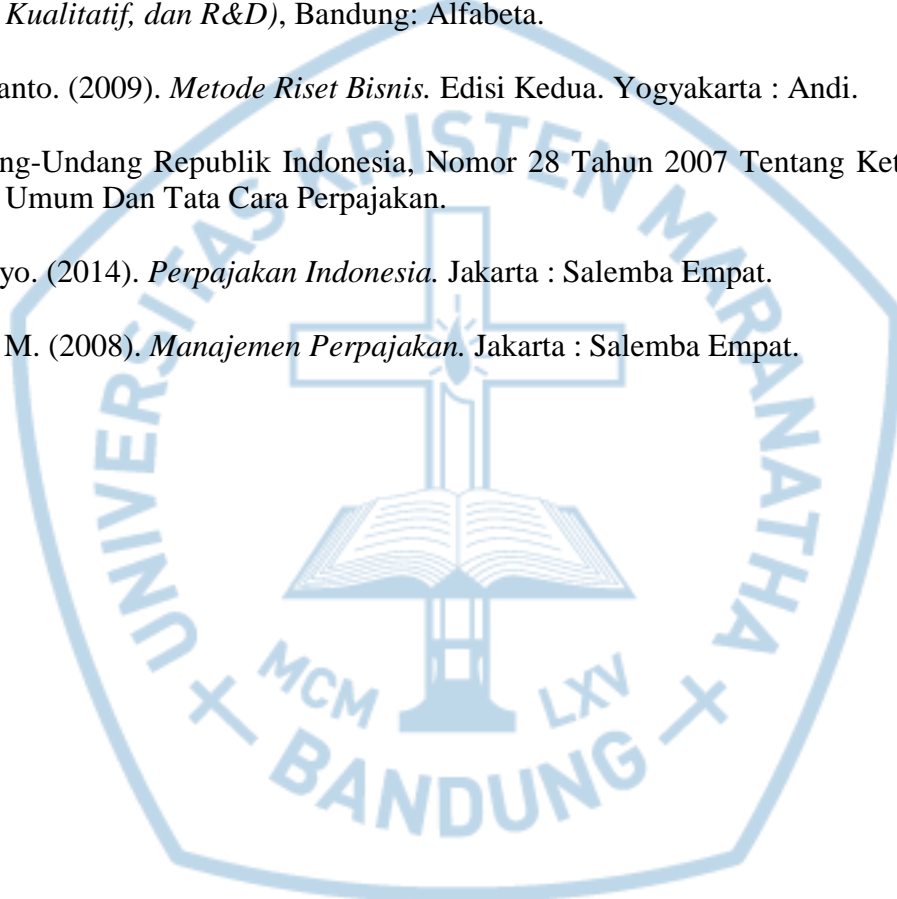 Kualitatif, dan R&D), Bandung: Alfabeta.
anto. (2009). Metode Riset Bisnis. Edisi Kedua. Yogyakarta : Andi.
ng-Undang Republik Indonesia, Nomor 28 Tahun 2007 Tentang Ket
Umum Dan Tata Cara Perpajakan.
yo. (2014). Perpajakan Indonesia. Jakarta : Salemba Empat.
M. (2008). Manajemen Perpajakan. Jakarta : Salemba Empat.
UNIVERSITAS KRISTEN MARANATHA
MCM LXV
BANDUNG